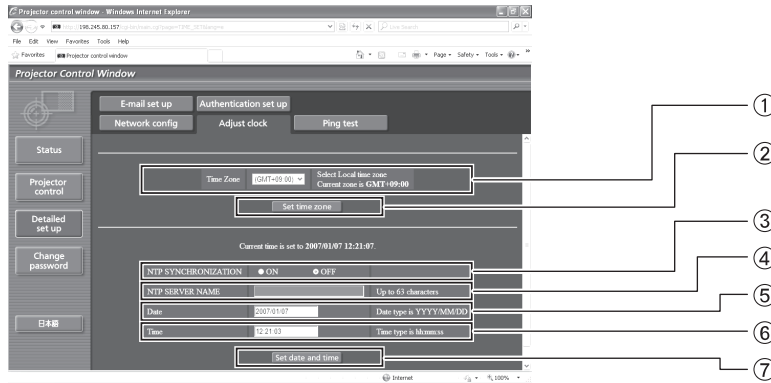 Projector control window - Windows Internet Explorer
198.245.80.157
Live Search
File Edit View Favorites Tools Help
Favorites Projector control window
Page Safety Tools
Projector Control Window
E-mail set up Authentication set up
Network config Adjust clock Ping test
Status
Projector control
Detailed set up
Change password
日本語
Time Zone (GMT+09:00) Select Local time zone
Current zone is GMT+09:00
Set time zone
Current time is set to 2007/01/07 12:21:07.
NTP SYNCHRONIZATION ON OFF
NTP SERVER NAME Up to 63 characters
Date 2007/01/07 Date type is YYYY/MM/DD
Time 12:21:03 Time type is hh:mm:ss
Set date and time
Internet 100%
①
②
③
④
⑤
⑥
⑦